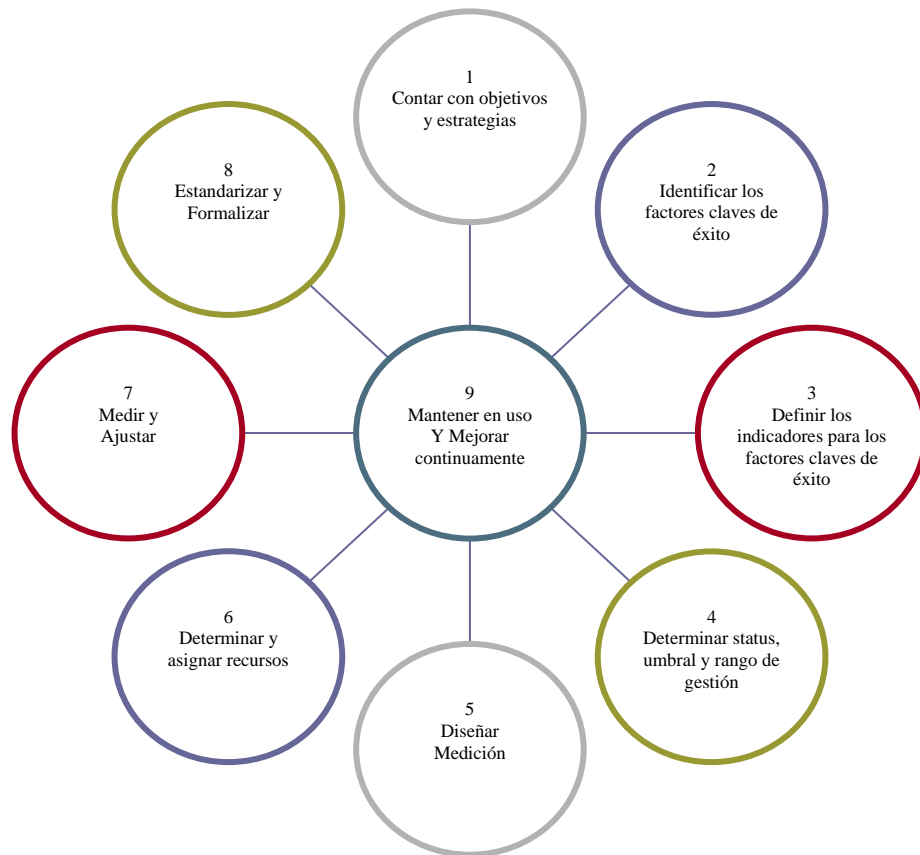 1
Contar con objetivos
y estrategias
2
Identificar los
factores claves de
éxito
3
Definir los
indicadores para los
factores claves de
éxito
4
Determinar status,
umbral y rango de
gestión
5
Diseñar
Medición
6
Determinar y
asignar recursos
7
Medir y
Ajustar
8
Estandarizar y
Formalizar
9
Mantener en uso
Y Mejorar
continuamente